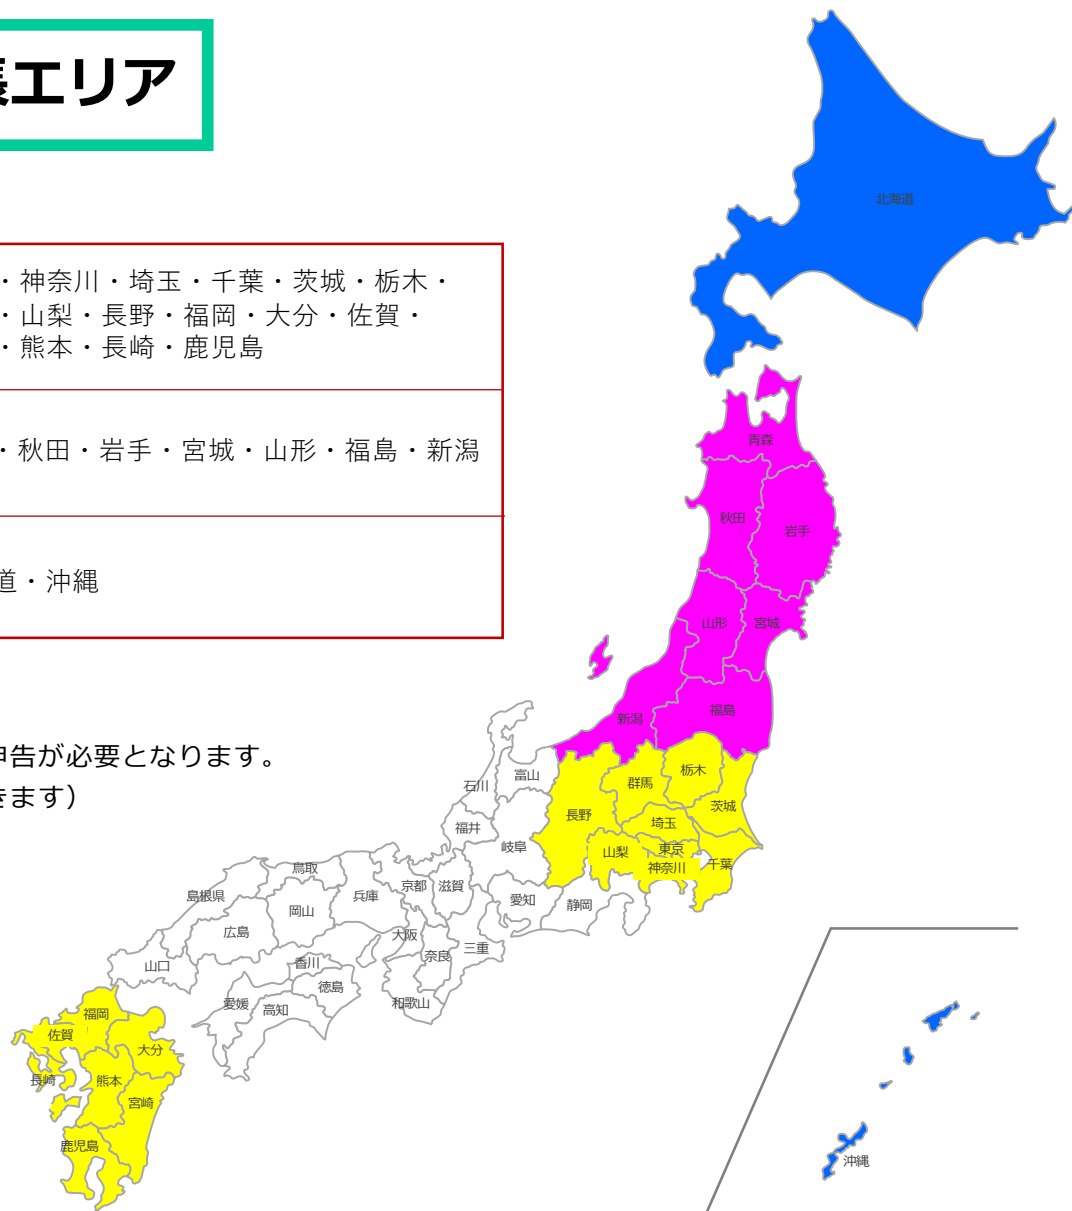 長エリア
・神奈川・埼玉・千葉・茨城・栃木・
・山梨・長野・福岡・大分・佐賀・
・熊本・長崎・鹿児島
・秋田・岩手・宮城・山形・福島・新潟
道・沖縄
申告が必要となります。
きます）
北海道
青森
秋田
岩手
山形
宮城
新潟
福島
富山
石川
群馬
栃木
長野
茨城
福井
埼玉
岐阜
山梨
東京
神奈川
千葉
鳥取
島根県
岡山
兵庫
京都
滋賀
愛知
静岡
広島
大阪
奈良
三重
山口
香川
徳島
愛媛
高知
和歌山
福岡
佐賀
大分
長崎
熊本
宮崎
鹿児島
沖縄